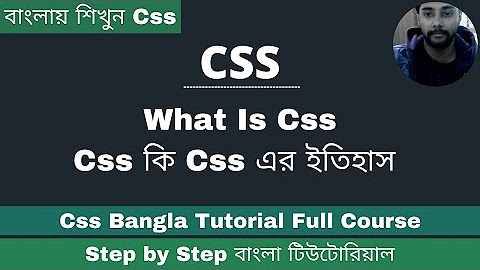 বাংলায় শিখুন Css
CSS
What Is Css
Css কি Css এর ইতিহাস
Css Bangla Tutorial Full Course
Step by Step বাংলা টিউটোরিয়াল